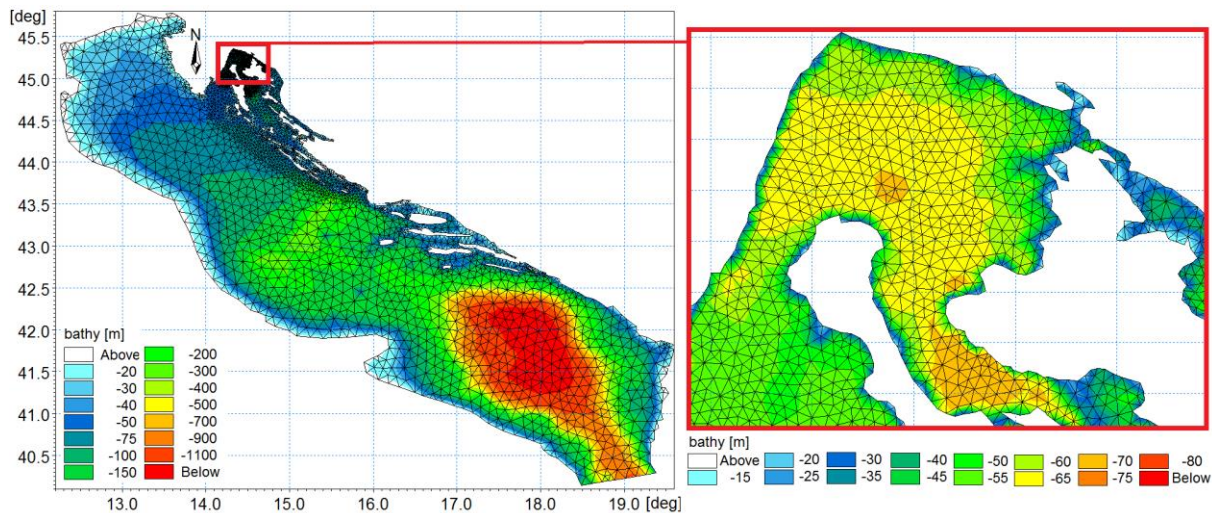 [deg]
45.5
45.0
44.5
44.0
43.5
43.0
42.5
42.0
41.5
41.0
40.5
N
bathy [m]
Above -200
-20 -300
-30 -400
-40 -500
-50 -700
-75 -900
-100 -1100
-150 Below
13.0 14.0 15.0 16.0 17.0 18.0 19.0 [deg]
bathy [m]
Above -20 -30 -40 -50 -60 -70 -80
-15 -25 -35 -45 -55 -65 -75 Below